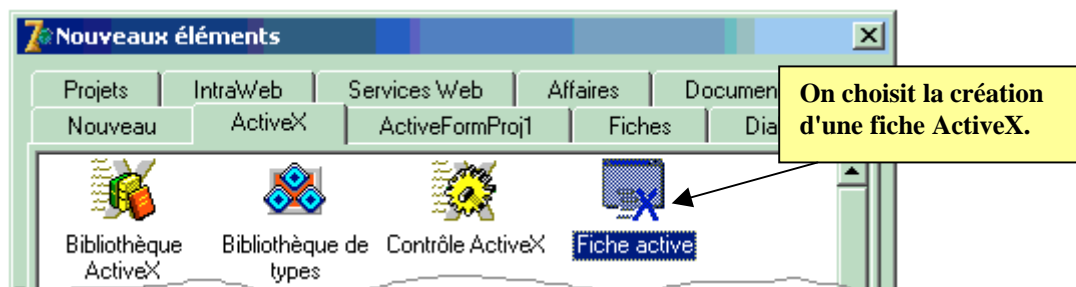 Nouveaux éléments
Projets IntraWeb Services Web Affaires Documen
Nouveau ActiveX ActiveFormProj1 Fiches Dia
On choisit la création
d'une fiche ActiveX.
Bibliothèque Bibliothèque de Contrôle ActiveX Fiche active
ActiveX types